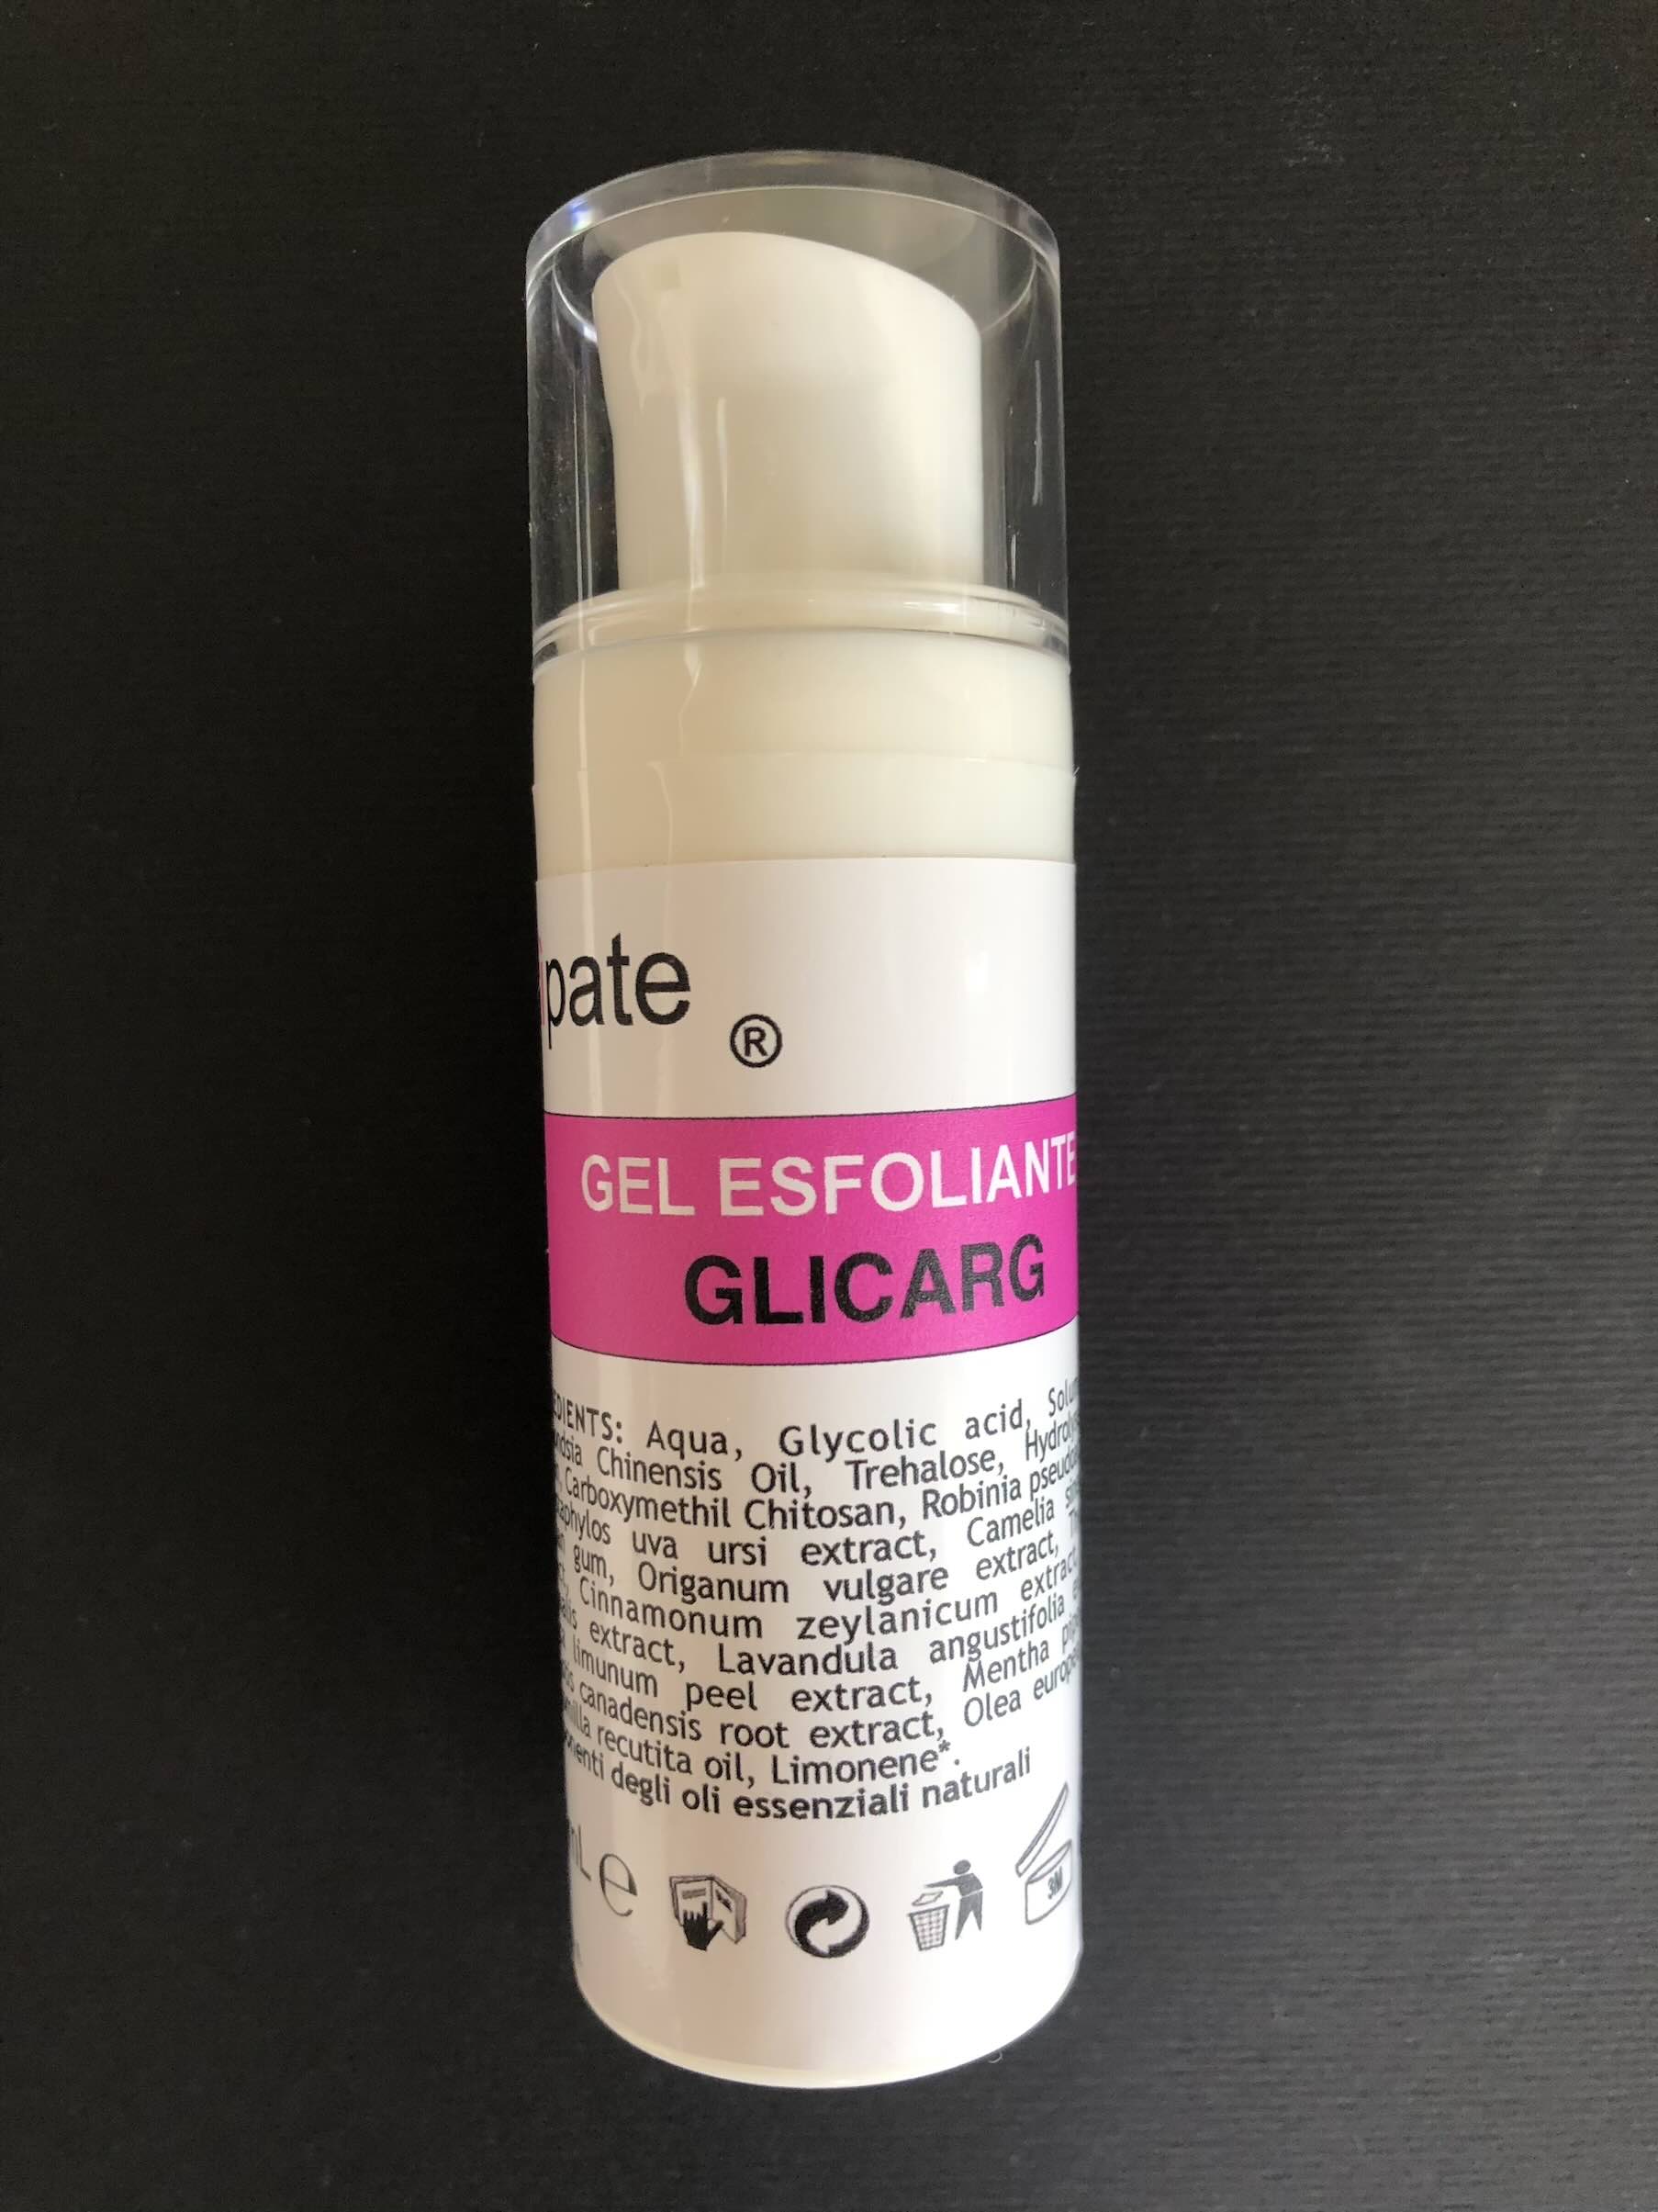 pate
®
GEL ESFOLIANTE
GLICARG
Aqua, Glycolic acid,
Chinensis Oil, Trehalose,
Carboxymethil Chitosan, Robinia
uva ursi extract, Camelia
gum, Origanum vulgare extract,
Cinnamonum zeylanicum extract
extract, Lavandula angustifolia
limunum peel extract, Mentha
canadensis root extract, Olea
recutita oil, Limonene*.
degli oli essenziali naturali
mL e